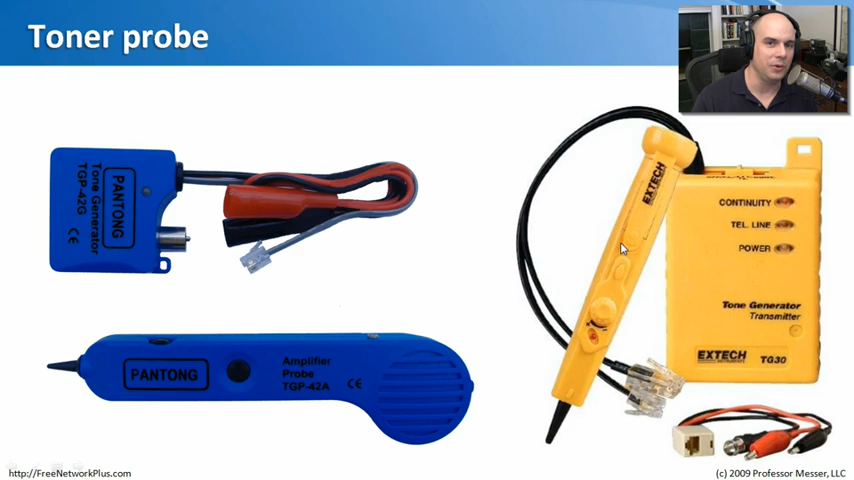 Toner probe
PANTONG
Tone Generator
TGP-42G
CE
PANTONG
Amplifier
Probe
TGP-42A
CE
EXTECH
CONTINUITY
TEL. LINE
POWER
Tone Generator
Transmitter
EXTECH
TG30
http://FreeNetworkPlus.com
(c) 2009 Professor Messer, LLC